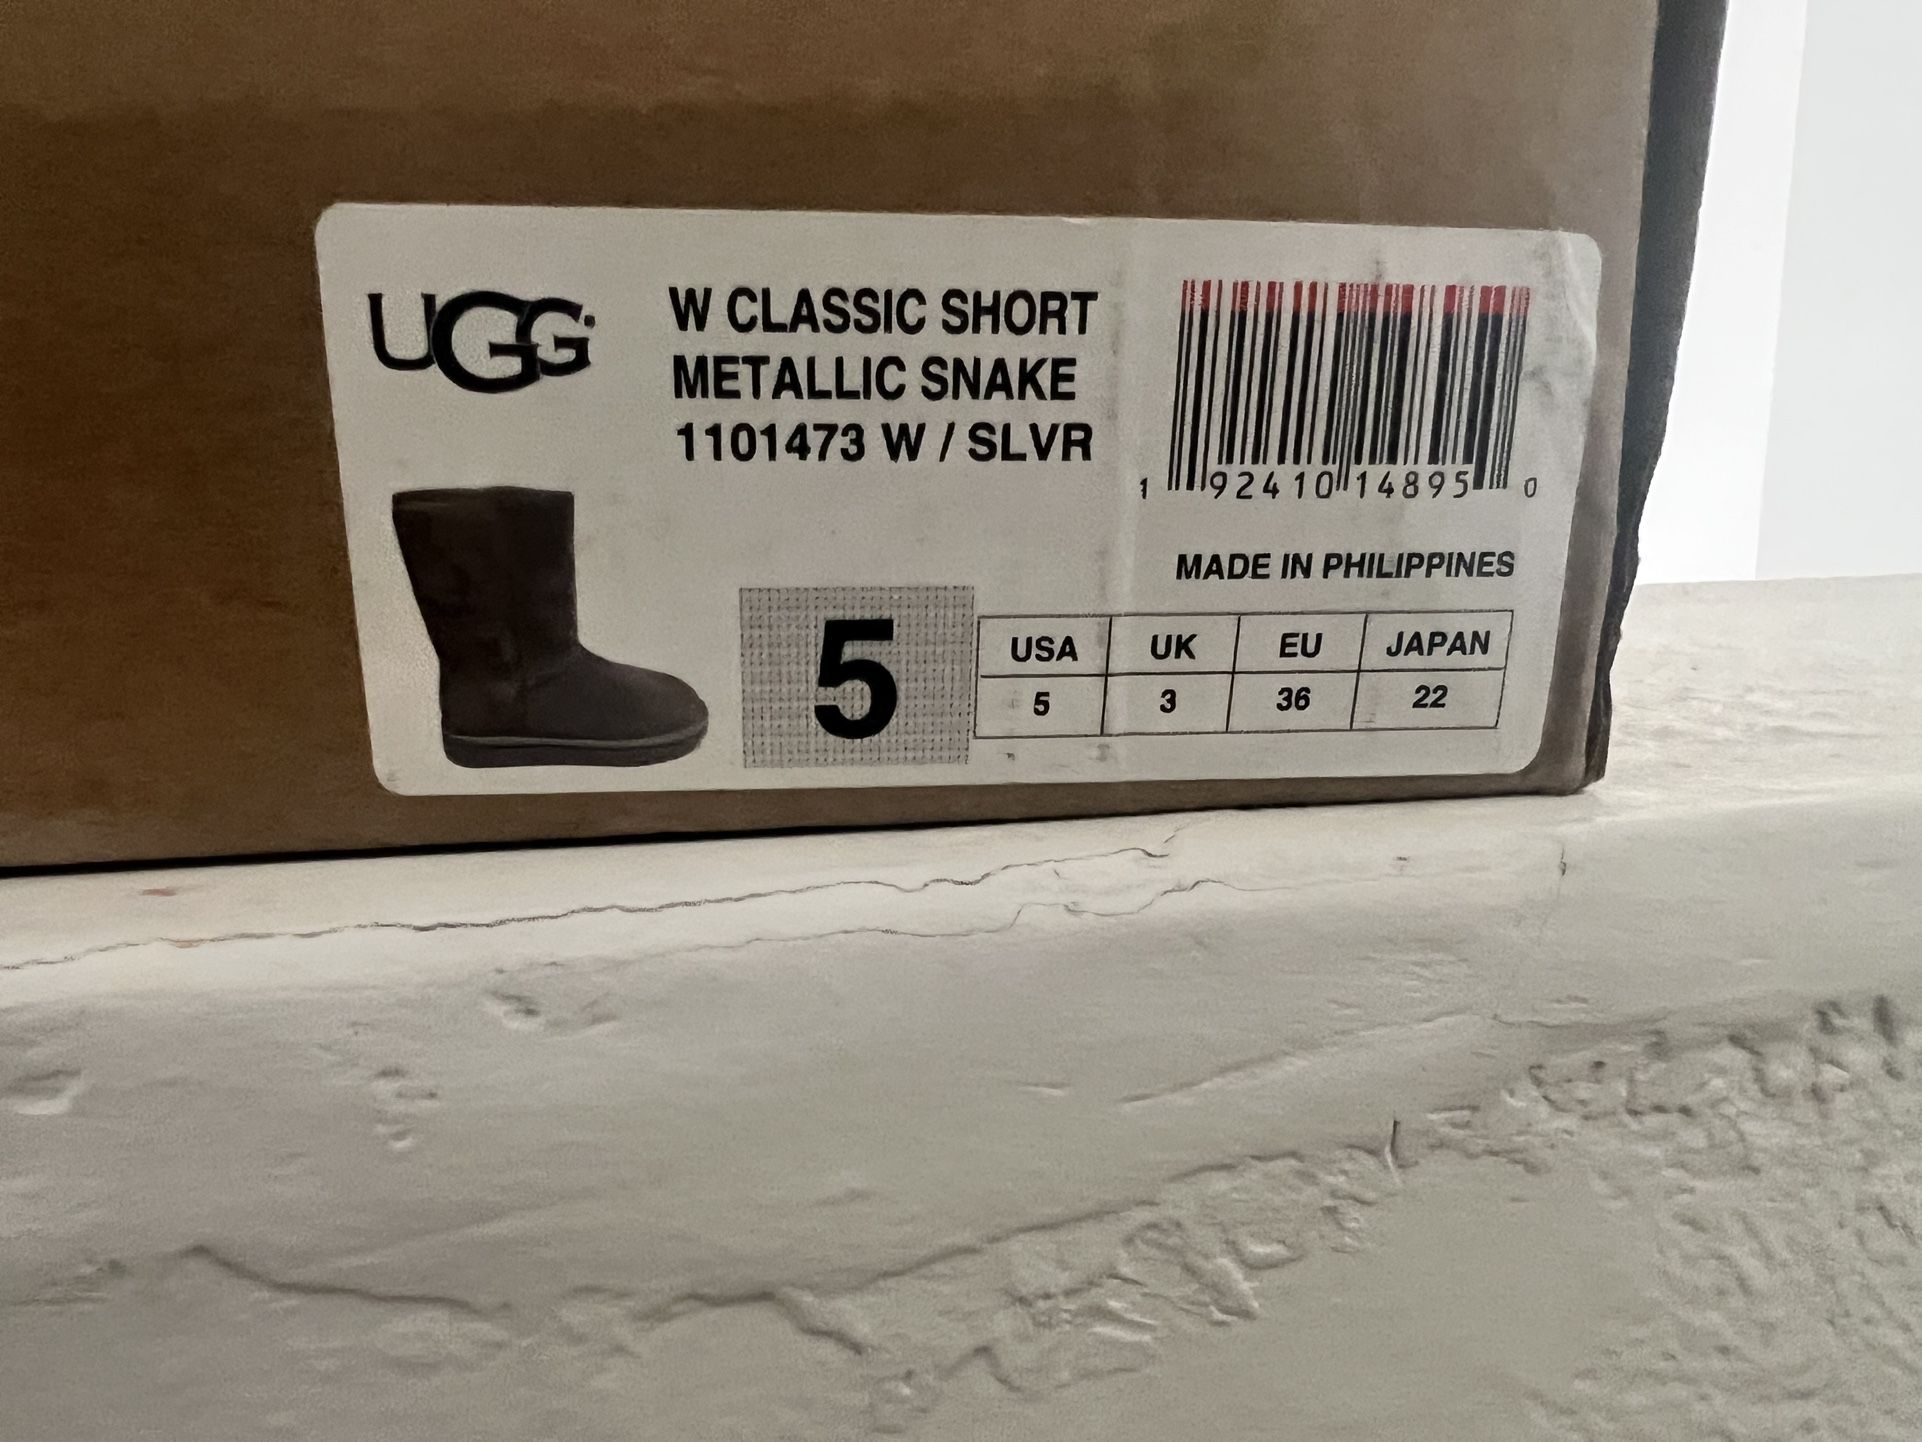 UGG
W CLASSIC SHORT
METALLIC SNAKE
1101473 W / SLVR
1 92410 14895 0
MADE IN PHILIPPINES
5
USA UK EU JAPAN
5 3 36 22